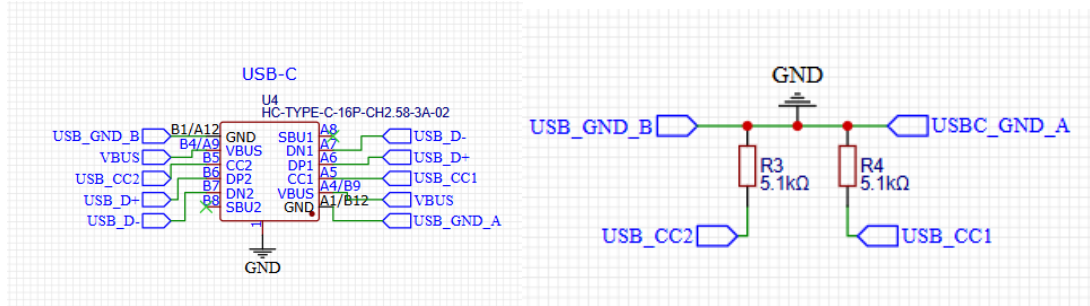 USB-C
U4
HC-TYPE-C-16P-CH2.58-3A-02
USB_GND_B B1/A12 GND SBU1 A8
VBUS B4/A9 VBUS DN1 A7 USB_D-
USB_CC2 B5 CC2 DP1 A6 USB_D+
USB_D+ B6 DP2 CC1 A5 USB_CC1
USB_D- B7 DN2 VBUS A4/B9 VBUS
B8 SBU2 GND A1/B12 USB_GND_A
1
GND
GND
USB_GND_B USBC_GND_A
R3 R4
5.1kΩ 5.1kΩ
USB_CC2 USB_CC1